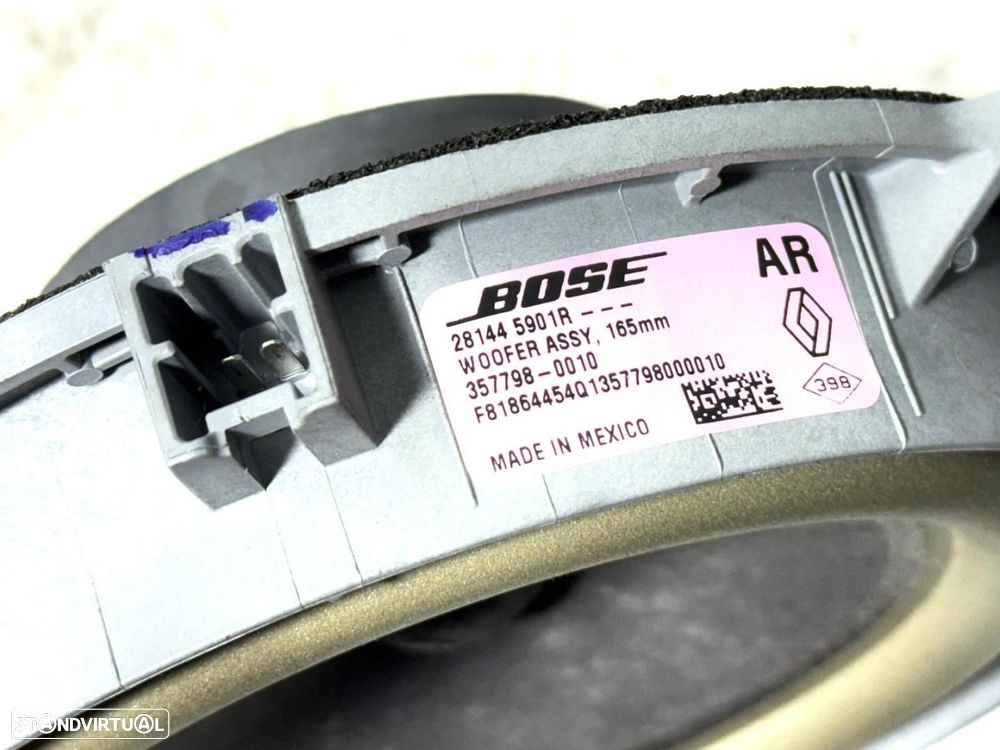 BOSE
AR
28144 5901R - - -
WOOFER ASSY, 165mm
357798-0010
F81864454Q1357798000010
398
MADE IN MEXICO
STANDVIRTUAL